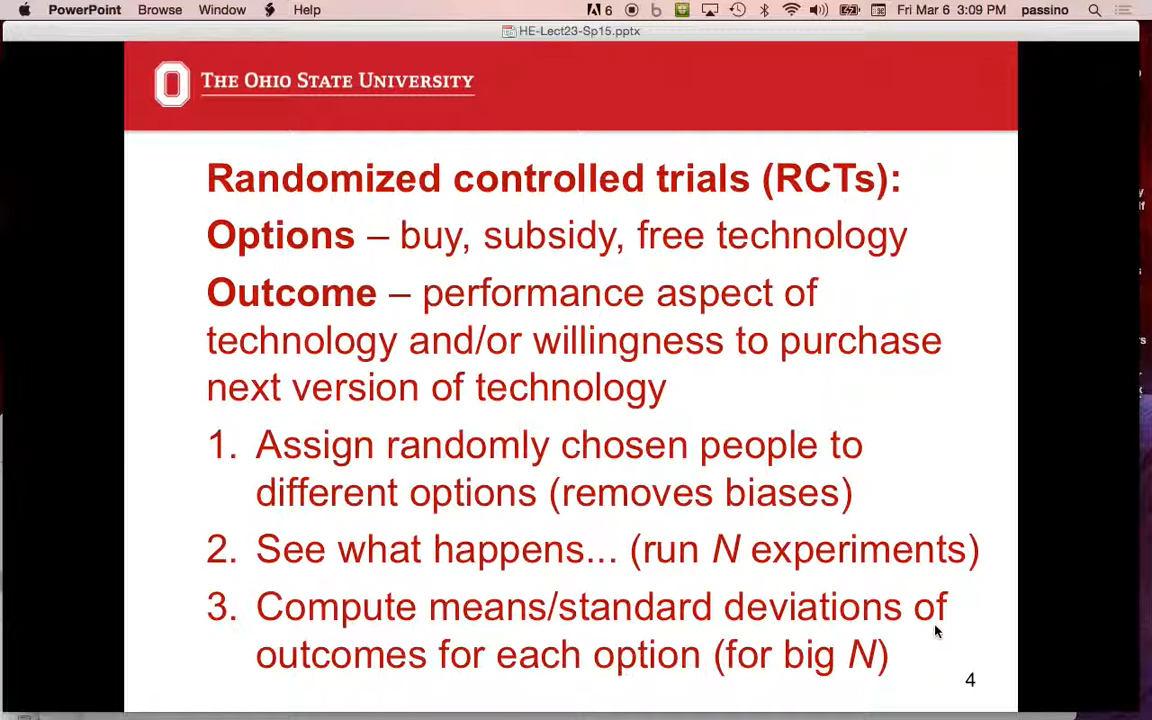 PowerPoint Browse Window Help 6 Fri Mar 6 3:09 PM passino
HE-Lect23-Sp15.pptx
THE OHIO STATE UNIVERSITY
Randomized controlled trials (RCTs):
Options – buy, subsidy, free technology
Outcome – performance aspect of
technology and/or willingness to purchase
next version of technology
1. Assign randomly chosen people to
different options (removes biases)
2. See what happens... (run N experiments)
3. Compute means/standard deviations of
outcomes for each option (for big N)
4